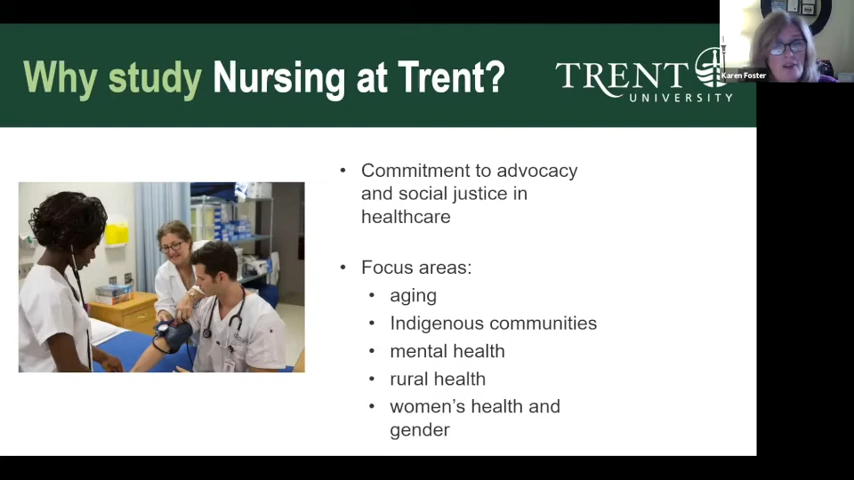 Why study Nursing at Trent?
TRENT
UNIVERSITY
Karen Foster
• Commitment to advocacy
and social justice in
healthcare
• Focus areas:
• aging
• Indigenous communities
• mental health
• rural health
• women's health and
gender